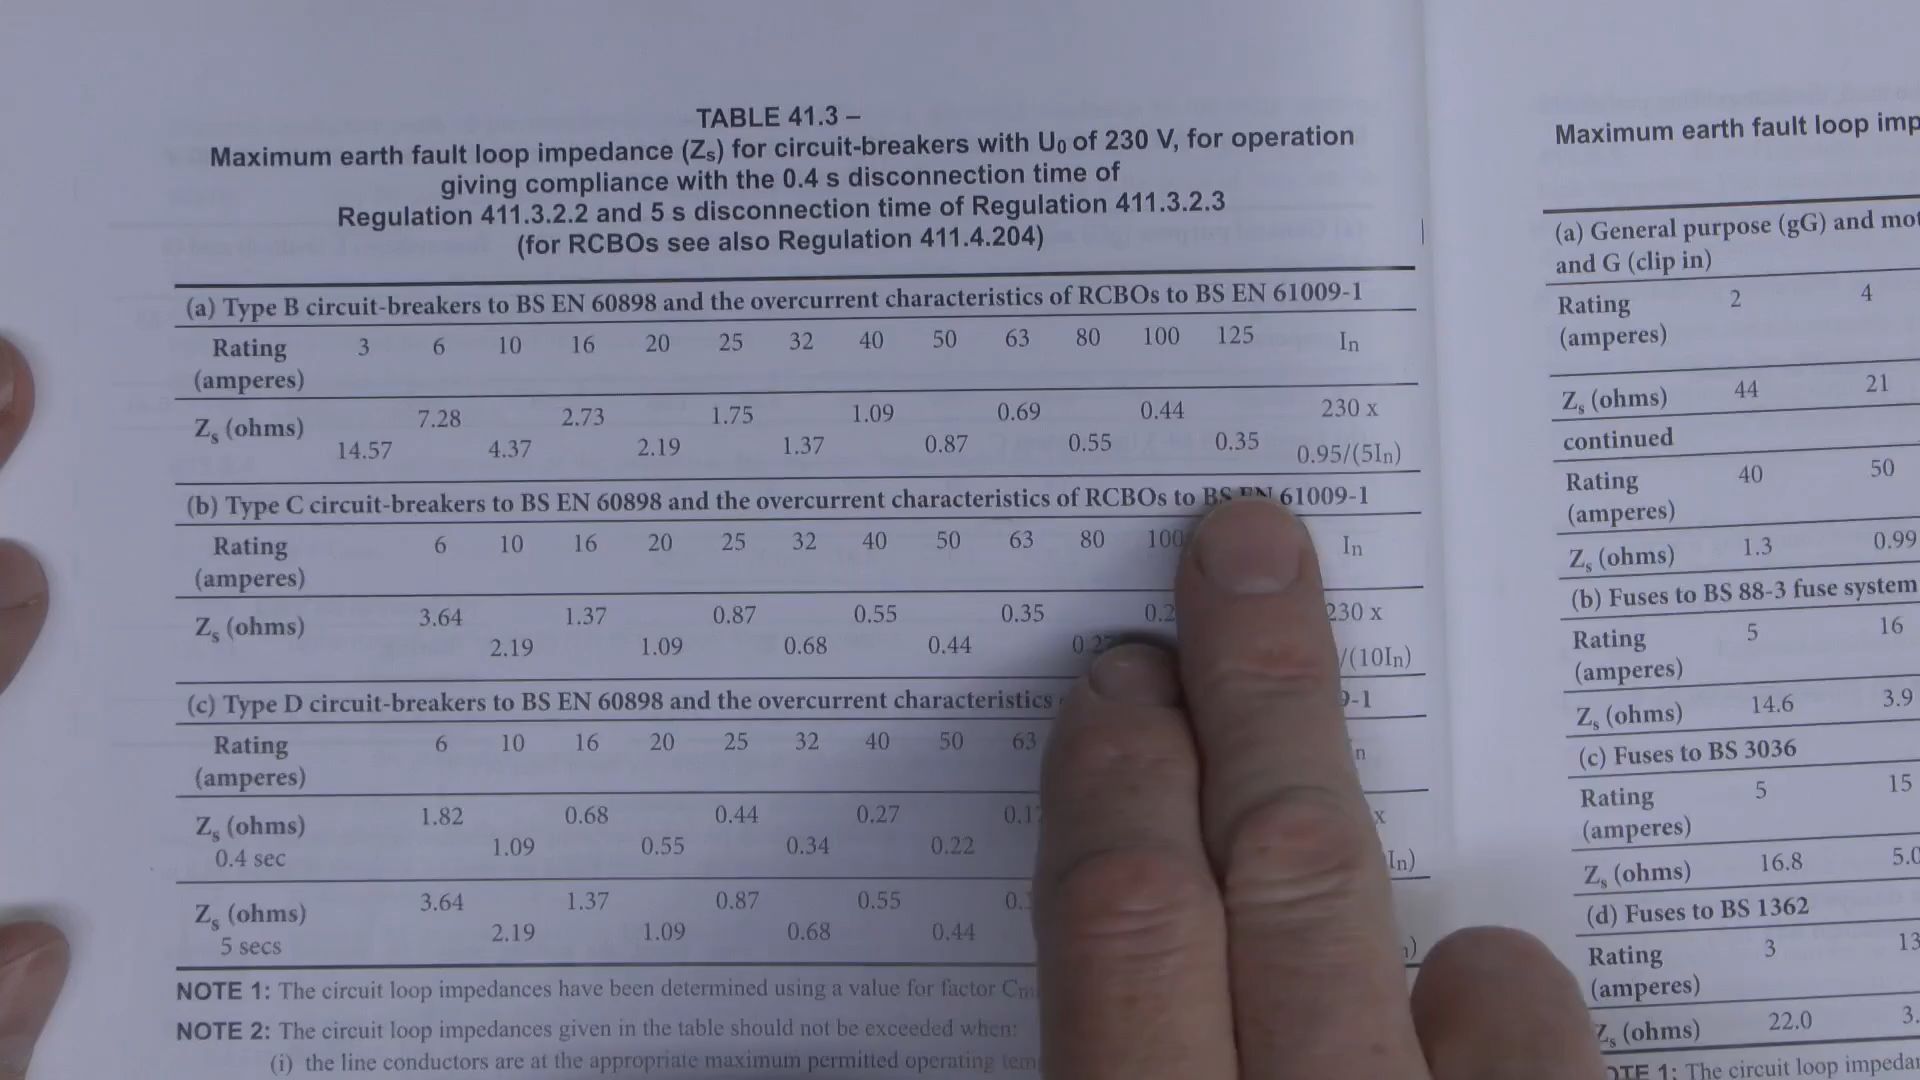 TABLE 41.3 –
Maximum earth fault loop impedance (Zs) for circuit-breakers with U0 of 230 V, for operation
giving compliance with the 0.4 s disconnection time of
Regulation 411.3.2.2 and 5 s disconnection time of Regulation 411.3.2.3
(for RCBOs see also Regulation 411.4.204)
(a) Type B circuit-breakers to BS EN 60898 and the overcurrent characteristics of RCBOs to BS EN 61009-1
Rating 3 6 10 16 20 25 32 40 50 63 80 100 125 In
(amperes)
7.28 2.73 1.75 1.09 0.69 0.44 230 x
Zs (ohms)
14.57 4.37 2.19 1.37 0.87 0.55 0.35 0.95/(5In)
(b) Type C circuit-breakers to BS EN 60898 and the overcurrent characteristics of RCBOs to BS EN 61009-1
Rating 6 10 16 20 25 32 40 50 63 80 100 In
(amperes)
3.64 1.37 0.87 0.55 0.35 230 x
Zs (ohms)
2.19 1.09 0.68 0.44 /(10In)
(c) Type D circuit-breakers to BS EN 60898 and the overcurrent characteristics
Rating 6 10 16 20 25 32 40 50 63
(amperes)
1.82 0.68 0.44 0.27
Zs (ohms)
0.4 sec 1.09 0.55 0.34 0.22
3.64 1.37 0.87 0.55
Zs (ohms)
5 secs 2.19 1.09 0.68 0.44
NOTE 1: The circuit loop impedances have been determined using a value for factor
NOTE 2: The circuit loop impedances given in the table should not be exceeded when:
(i) the line conductors are at the appropriate maximum permitted operating
Maximum earth fault loop
(a) General purpose (gG) and
and G (clip in)
Rating 2 4
(amperes)
Zs (ohms) 44 21
continued
Rating 40 50
(amperes)
Zs (ohms) 1.3 0.99
(b) Fuses to BS 88-3 fuse system
Rating 5 16
(amperes)
Zs (ohms) 14.6 3.9
(c) Fuses to BS 3036
Rating 5 15
(amperes)
Zs (ohms) 16.8
(d) Fuses to BS 1362
Rating 3 13
(amperes)
Zs (ohms) 22.0
1: The circuit loop